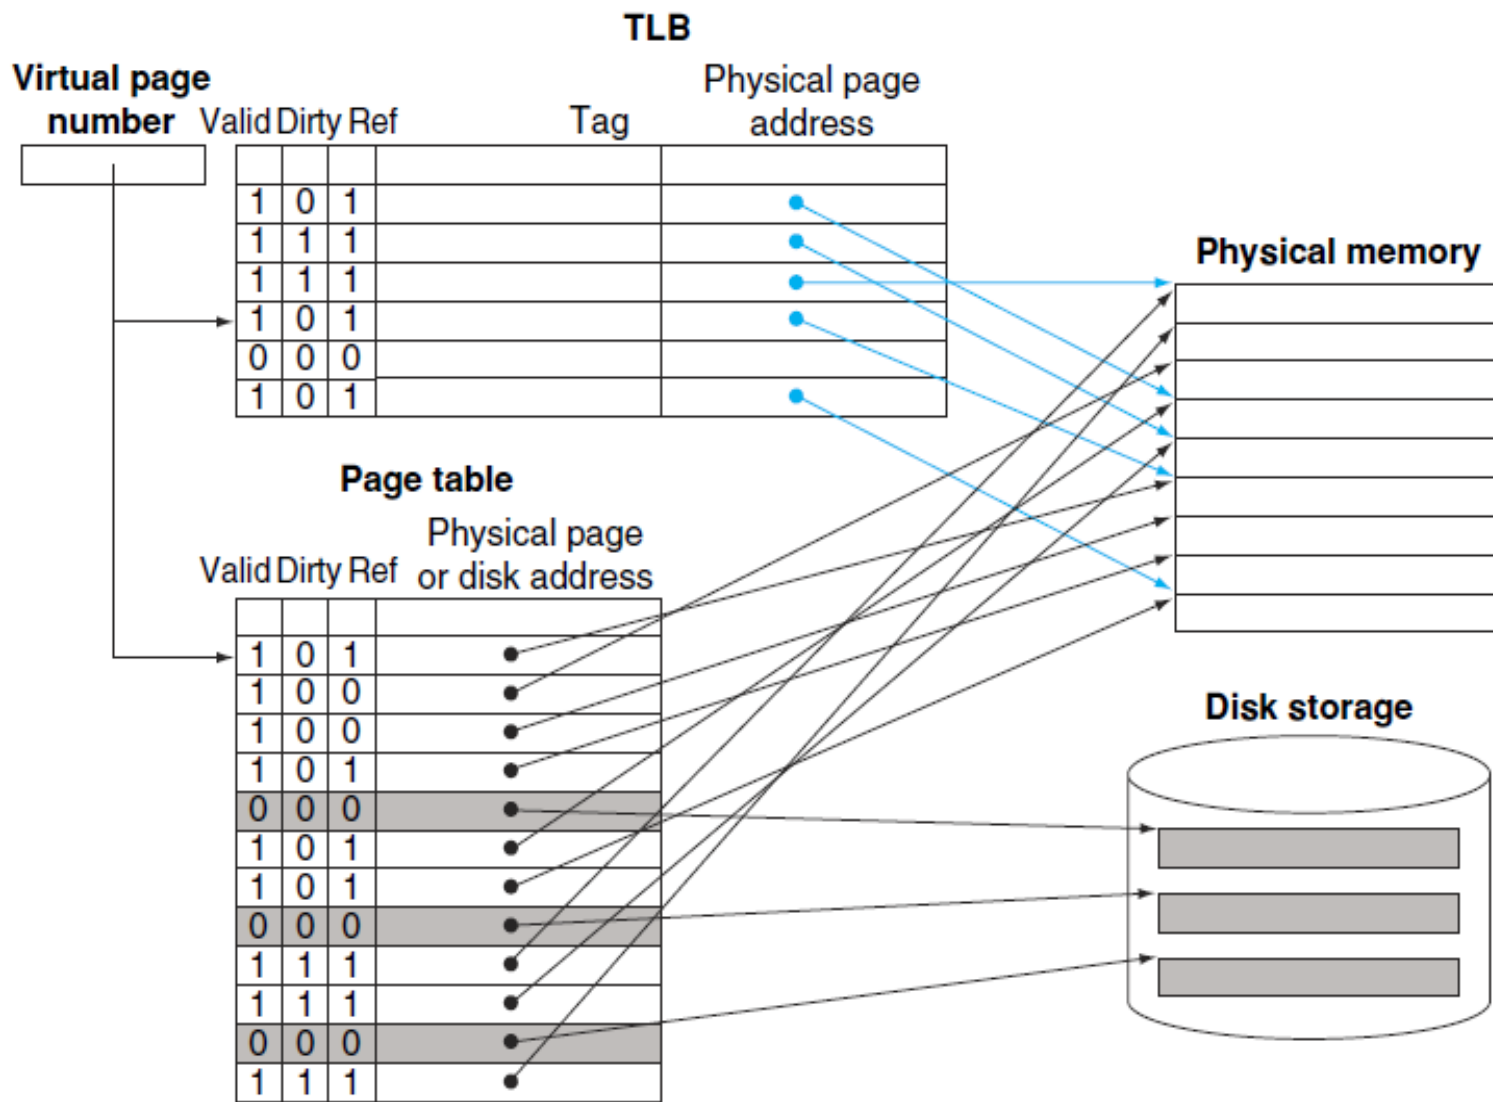 TLB
Virtual page
number
Valid Dirty Ref
Tag
Physical page
address
1 0 1
1 1 1
1 1 1
1 0 1
0 0 0
1 0 1
Physical memory
Page table
Physical page
or disk address
Valid Dirty Ref
1 0 1
1 0 0
1 0 0
1 0 1
0 0 0
1 0 1
1 0 1
0 0 0
1 1 1
1 1 1
0 0 0
1 1 1
Disk storage